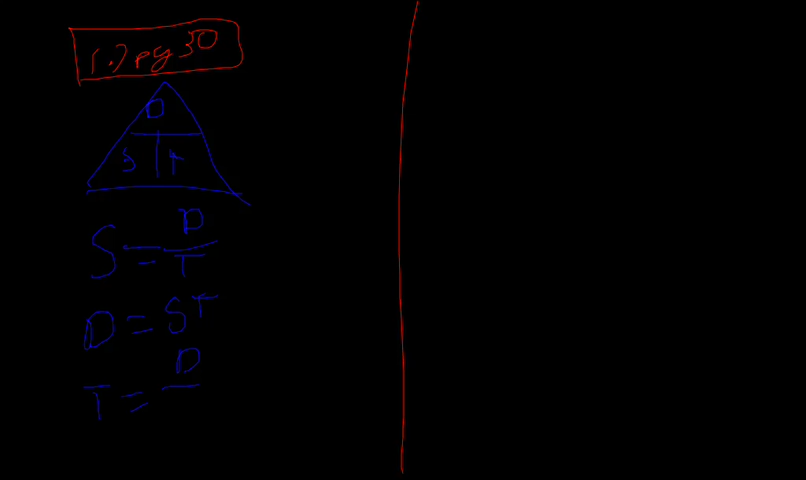 1.7 pg 30
D
S T
S = D/T
D = ST
T = D/